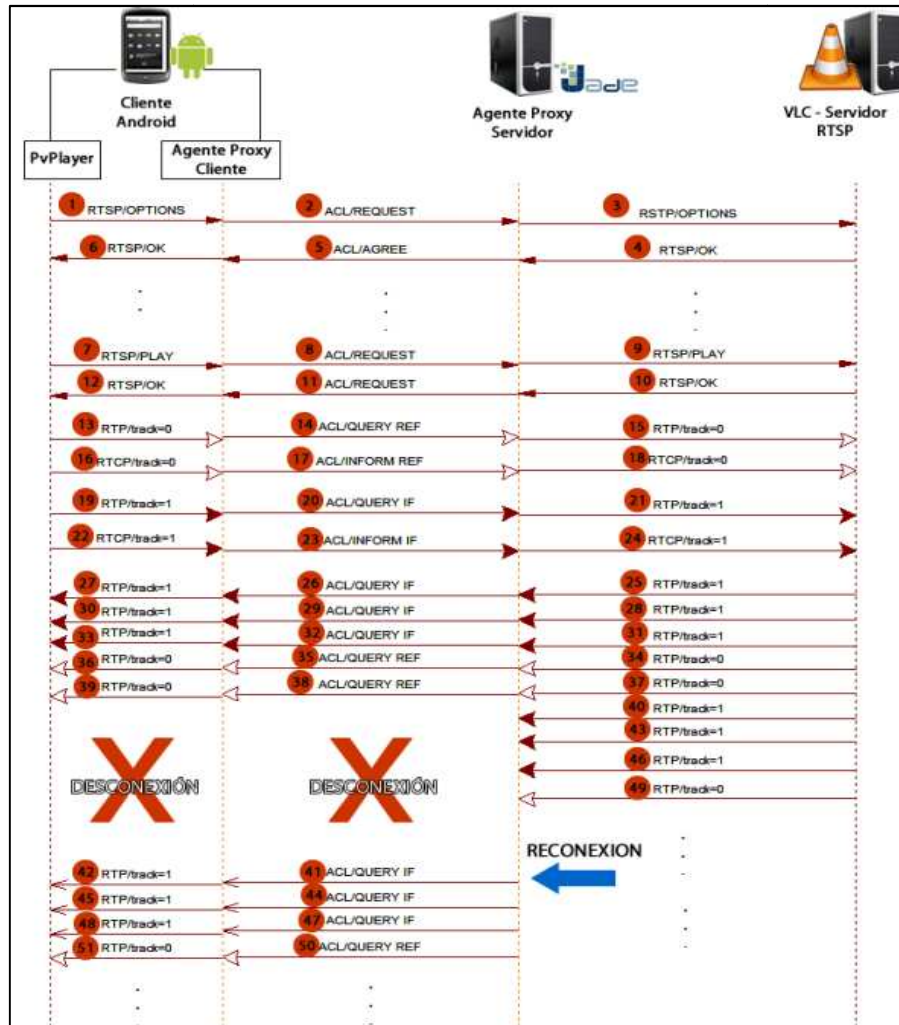 Cliente
Android
PvPlayer
Agente Proxy
Cliente
Jade
Agente Proxy
Servidor
VLC - Servidor
RTSP
1 RTSP/OPTIONS 2 ACL/REQUEST 3 RSTP/OPTIONS
6 RTSP/OK 5 ACL/AGREE 4 RTSP/OK
7 RTSP/PLAY 8 ACL/REQUEST 9 RTSP/PLAY
12 RTSP/OK 11 ACL/REQUEST 10 RTSP/OK
13 RTP/track=0 14 ACL/QUERY REF 15 RTP/track=0
16 RTCP/track=0 17 ACL/INFORM REF 18 RTCP/track=0
19 RTP/track=1 20 ACL/QUERY IF 21 RTP/track=1
22 RTCP/track=1 23 ACL/INFORM IF 24 RTCP/track=1
27 RTP/track=1 26 ACL/QUERY IF 25 RTP/track=1
30 RTP/track=1 29 ACL/QUERY IF 28 RTP/track=1
33 RTP/track=1 32 ACL/QUERY IF 31 RTP/track=1
36 RTP/track=0 35 ACL/QUERY REF 34 RTP/track=0
39 RTP/track=0 38 ACL/QUERY REF 37 RTP/track=0
40 RTP/track=1
43 RTP/track=1
46 RTP/track=1
49 RTP/track=0
DESCONEXIÓN DESCONEXIÓN
RECONEXION
42 RTP/track=1 41 ACL/QUERY IF
45 RTP/track=1 44 ACL/QUERY IF
48 RTP/track=1 47 ACL/QUERY IF
51 RTP/track=0 50 ACL/QUERY REF